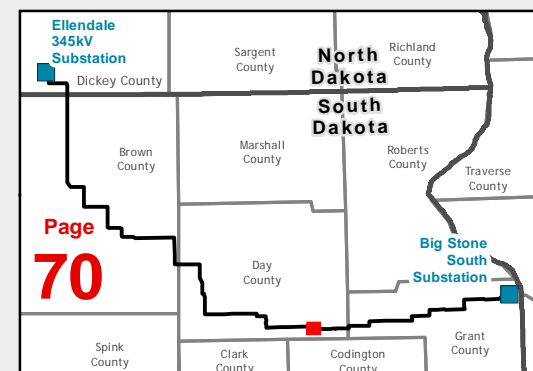 Ellendale
345kV
Substation
Dickey County
Sargent
County
North
Dakota
Richland
County
South
Dakota
Brown
County
Marshall
County
Roberts
County
Traverse
County
Page
70
Day
County
Big Stone
South
Substation
Spink
County
Clark
County
Codington
County
Grant
County